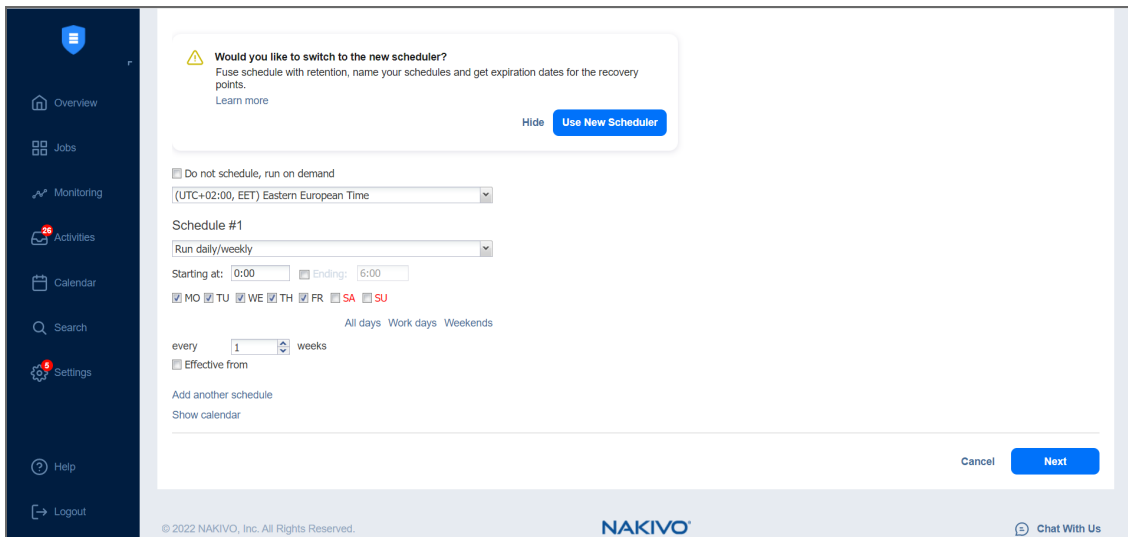 Would you like to switch to the new scheduler?
Fuse schedule with retention, name your schedules and get expiration dates for the recovery
points.
Learn more
Hide Use New Scheduler
Overview
Jobs
Monitoring
26
Activities
Calendar
Search
5
Settings
Help
Logout
Do not schedule, run on demand
(UTC+02:00, EET) Eastern European Time
Schedule #1
Run daily/weekly
Starting at: 0:00 Ending: 6:00
MO TU WE TH FR SA SU
All days Work days Weekends
every 1 weeks
Effective from
Add another schedule
Show calendar
Cancel Next
© 2022 NAKIVO, Inc. All Rights Reserved. NAKIVO® Chat With Us